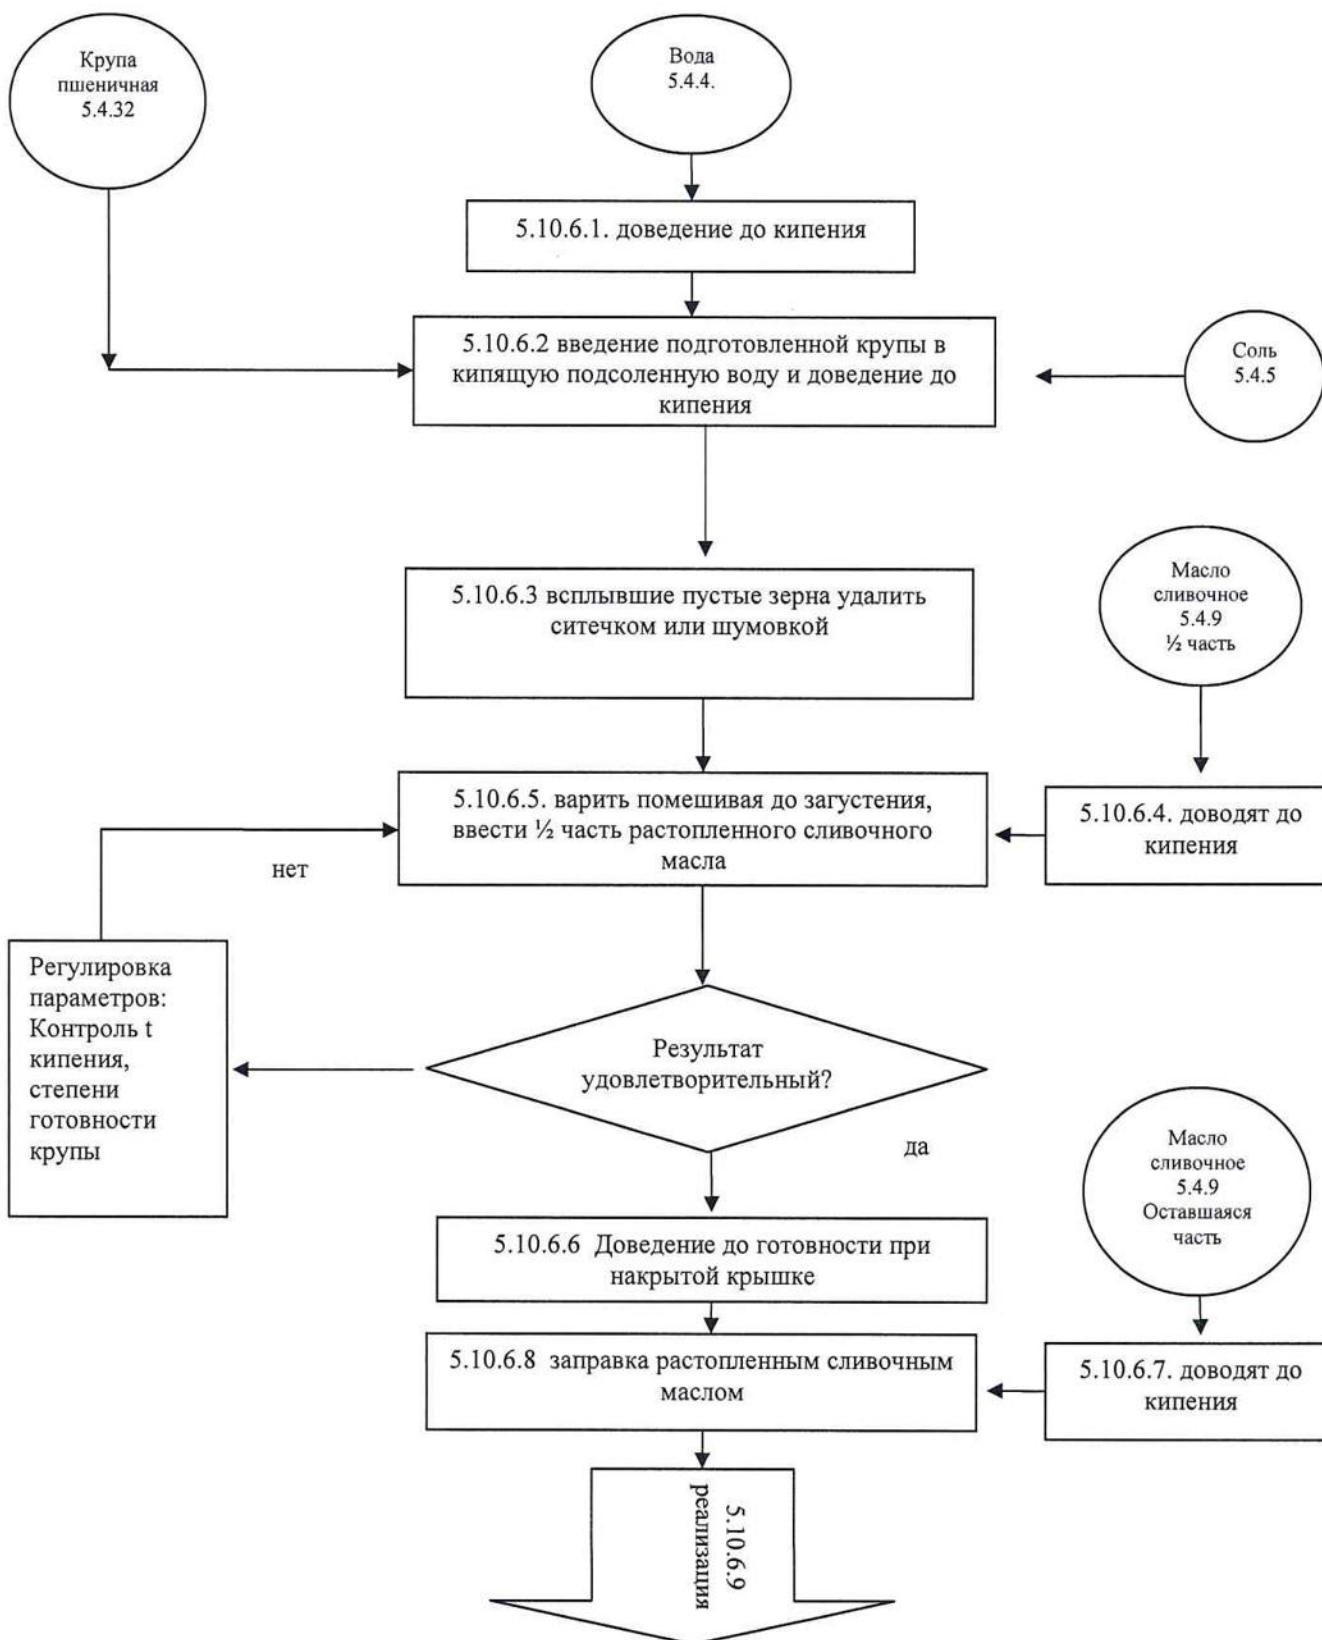 Крупа
пшеничная
5.4.32
Вода
5.4.4.
5.10.6.1. доведение до кипения
5.10.6.2 введение подготовленной крупы в
кипящую подсоленную воду и доведение до
кипения
Соль
5.4.5
5.10.6.3 всплывшие пустые зерна удалить
ситечком или шумовкой
Масло
сливочное
5.4.9
½ часть
5.10.6.5. варить помешивая до загустения,
ввести ½ часть растопленного сливочного
масла
5.10.6.4. доводят до
кипения
нет
Регулировка
параметров:
Контроль t
кипения,
степени
готовности
крупы
Результат
удовлетворительный?
да
Масло
сливочное
5.4.9
Оставшаяся
часть
5.10.6.6 Доведение до готовности при
накрытой крышке
5.10.6.8 заправка растопленным сливочным
маслом
5.10.6.7. доводят до
кипения
5.10.6.9
реализация